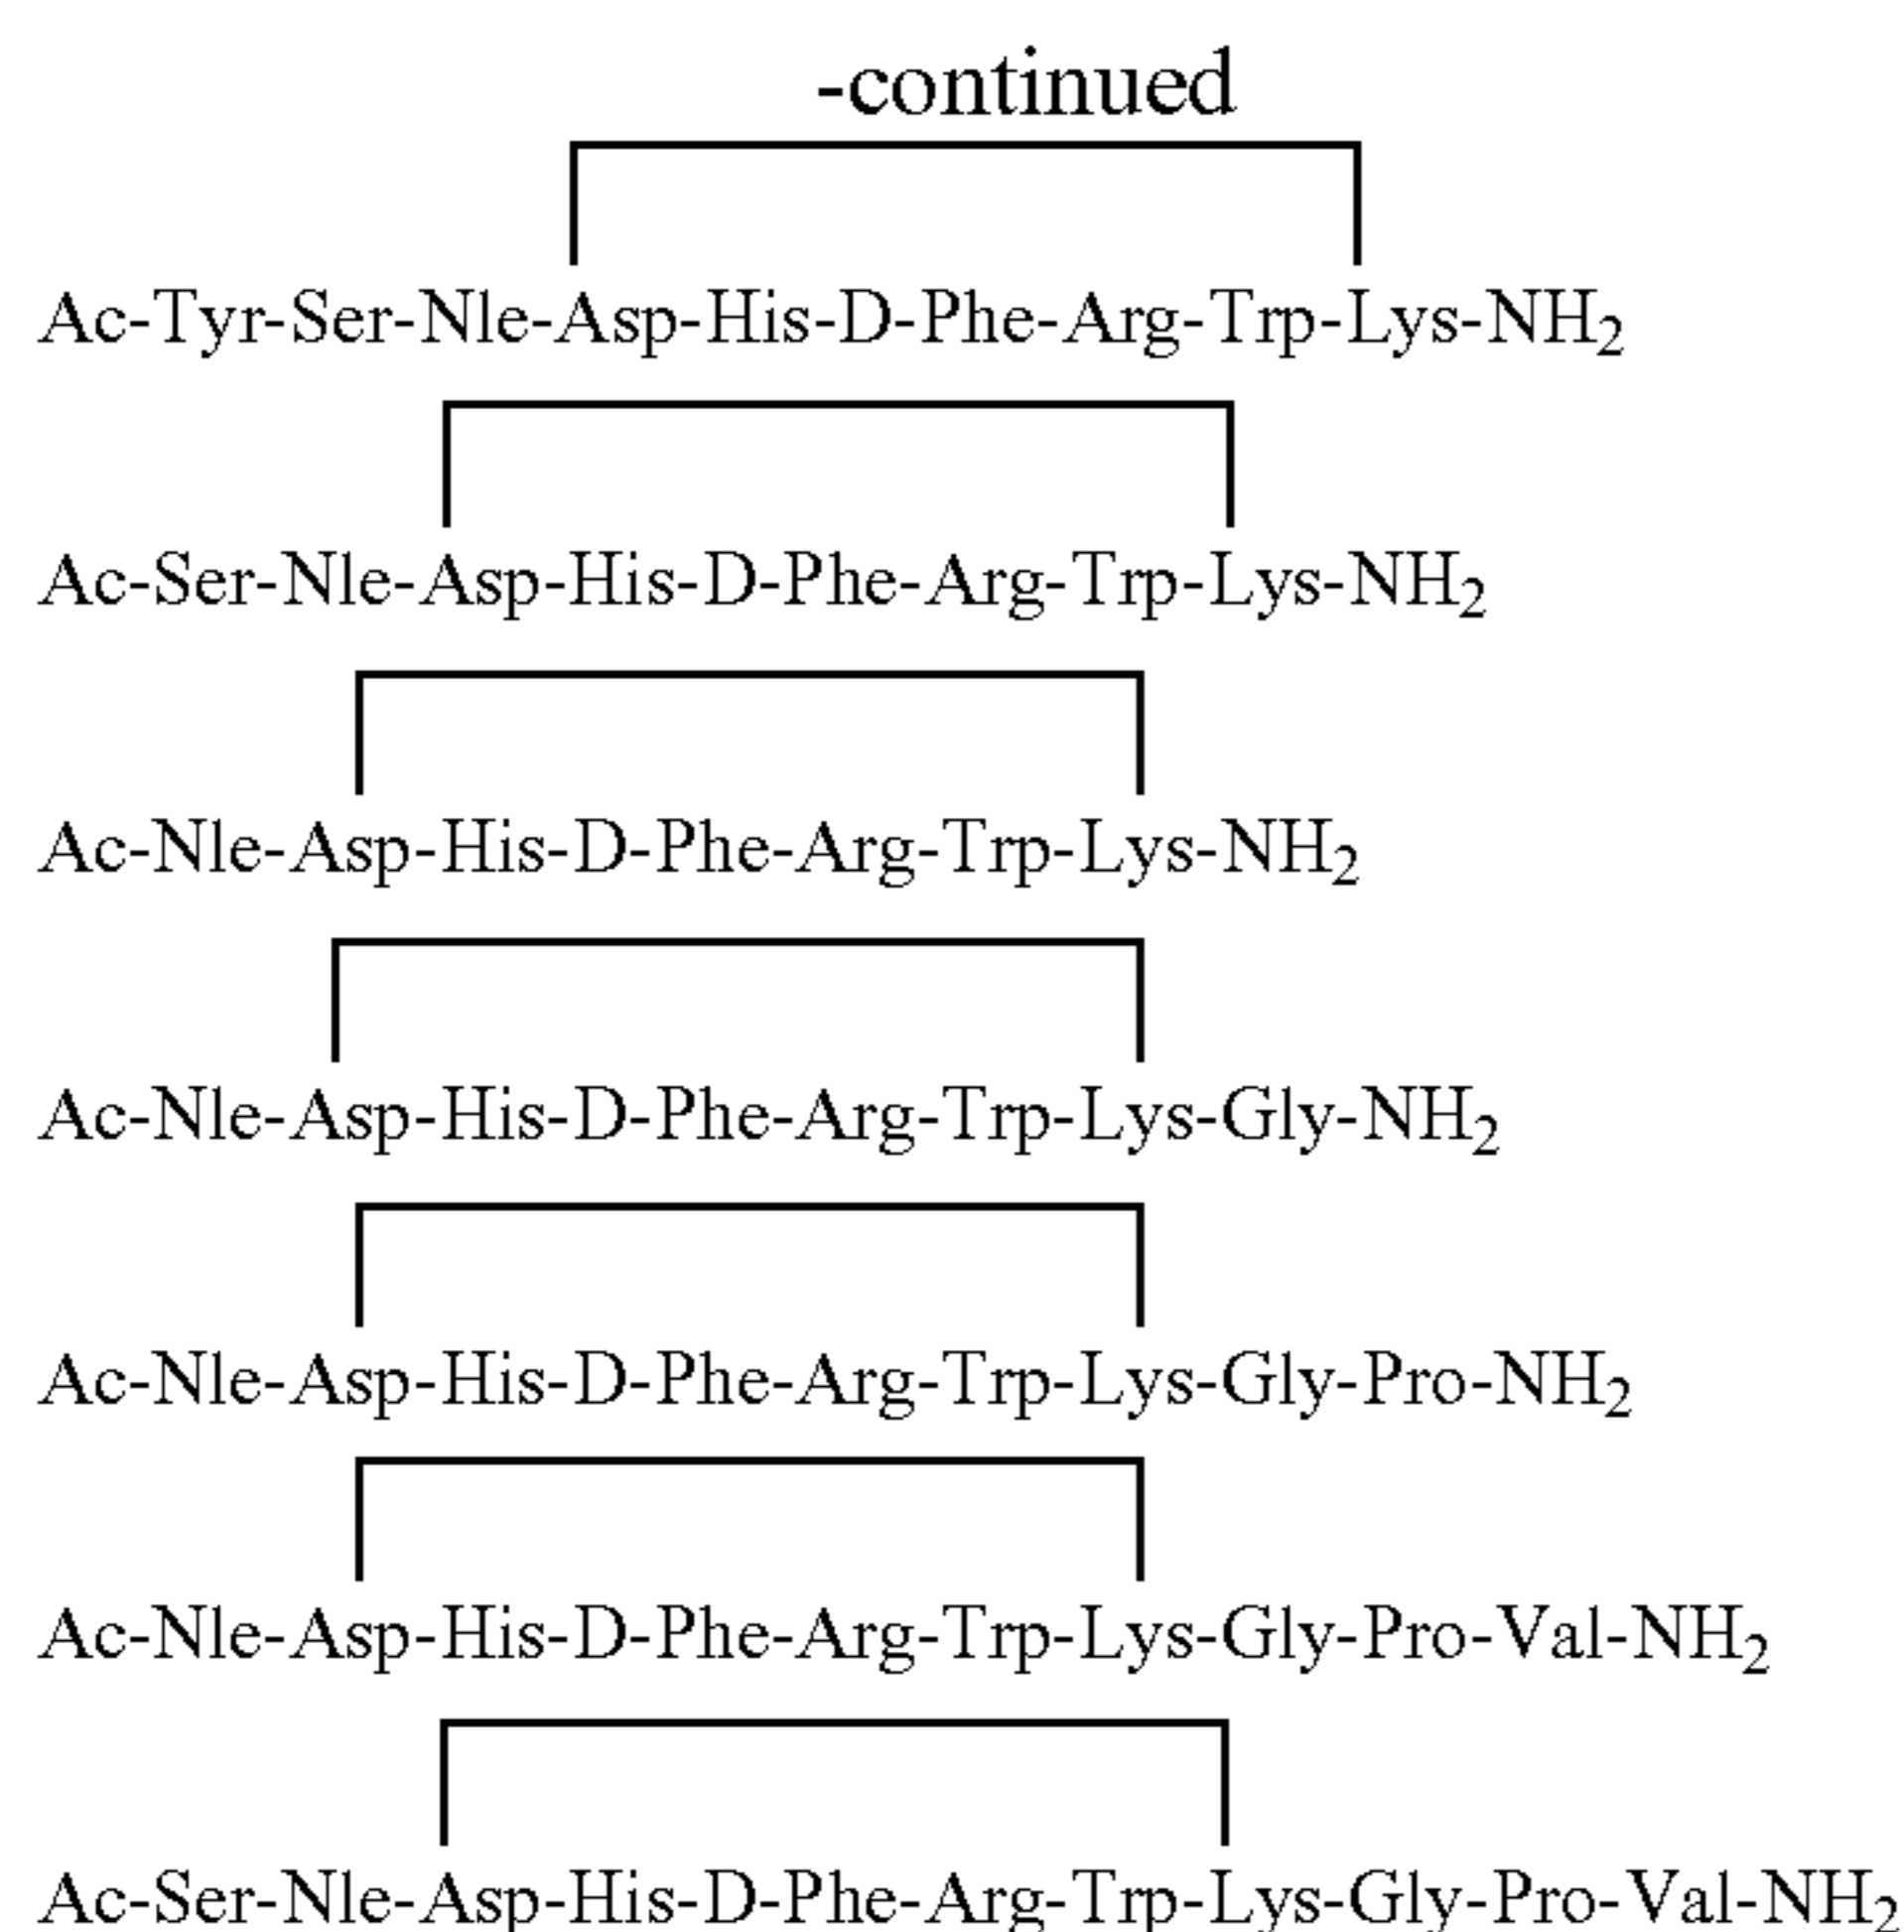 -continued
Ac-Tyr-Ser-Nle-Asp-His-D-Phe-Arg-Trp-Lys-NH₂
Ac-Ser-Nle-Asp-His-D-Phe-Arg-Trp-Lys-NH₂
Ac-Nle-Asp-His-D-Phe-Arg-Trp-Lys-NH₂
Ac-Nle-Asp-His-D-Phe-Arg-Trp-Lys-Gly-NH₂
Ac-Nle-Asp-His-D-Phe-Arg-Trp-Lys-Gly-Pro-NH₂
Ac-Nle-Asp-His-D-Phe-Arg-Trp-Lys-Gly-Pro-Val-NH₂
Ac-Ser-Nle-Asp-His-D-Phe-Arg-Trp-Lys-Gly-Pro-Val-NH₂